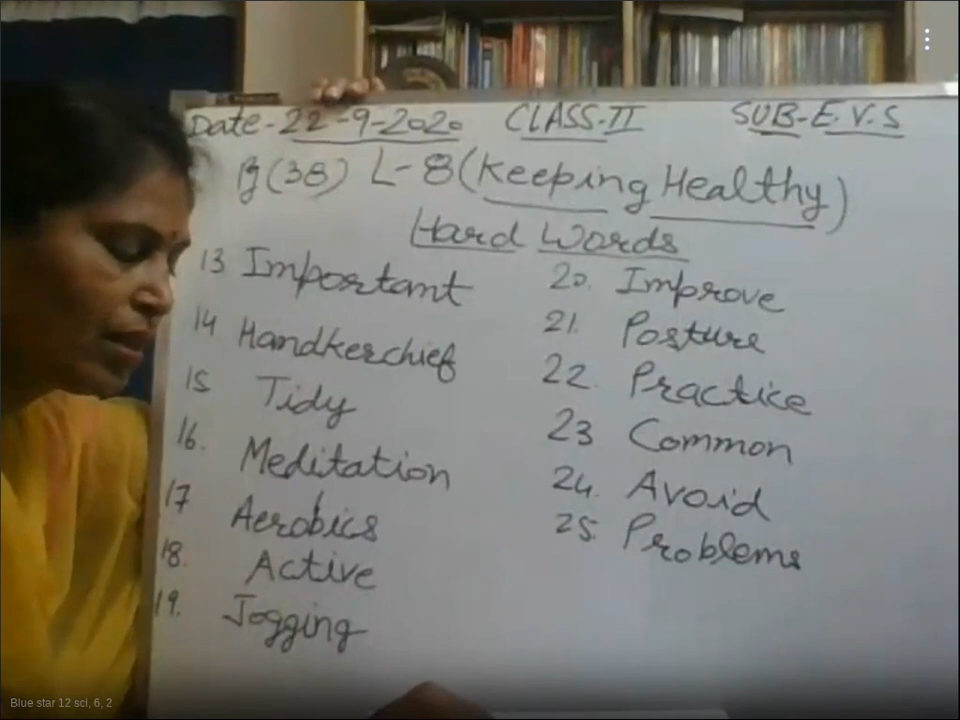 Date-22-9-2020 CLASS-II SUB-E.V.S
Pg (38) L-8 (Keeping Healthy)
Hard Words
13 Important
14 Handkerchief
15 Tidy
16. Meditation
17 Aerobics
18. Active
19. Jogging
20. Improve
21. Posture
22. Practice
23 Common
24. Avoid
25. Problems
Blue star 12 sci, 6, 2